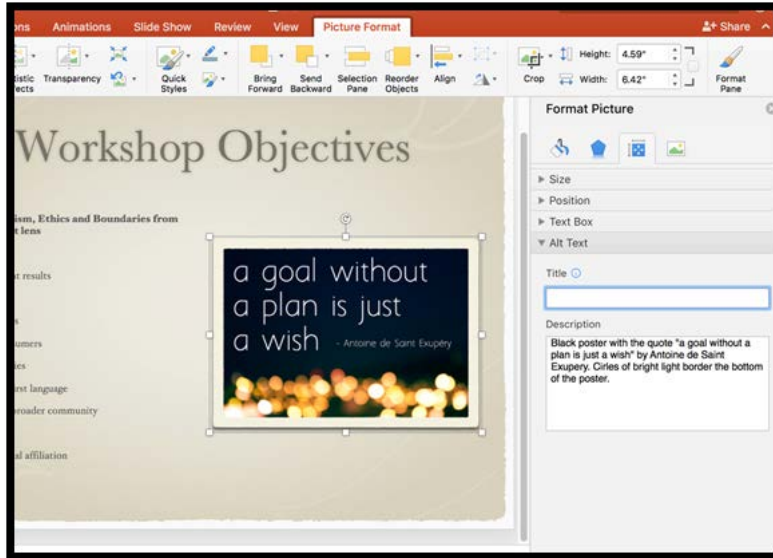 ons Animations Slide Show Review View Picture Format Share
Height: 4.59"
Width: 6.42"
istic Transparency Quick Bring Send Selection Reorder Align Crop Format
fects Styles Forward Backward Pane Objects Pane
Format Picture
Size
Position
Text Box
Alt Text
Title
Description
Black poster with the quote "a goal without a
plan is just a wish" by Antoine de Saint
Exupery. Cirles of bright light border the bottom
of the poster.
Workshop Objectives
ism, Ethics and Boundaries from
t lens
t results
s
umers
ies
rst language
broader community
al affiliation
a goal without
a plan is just
a wish - Antoine de Saint Exupéry